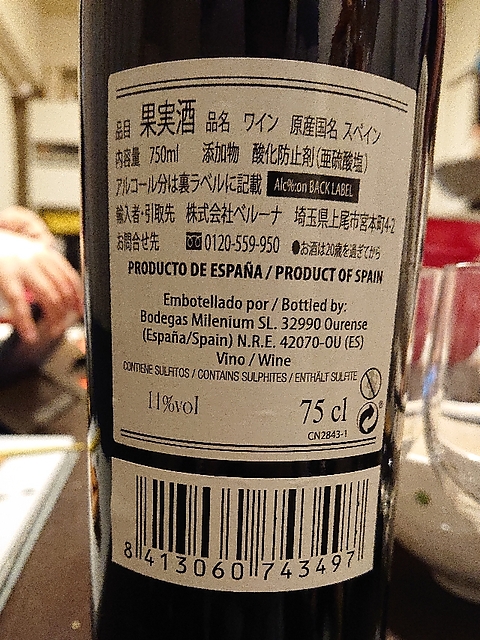 品目 果実酒 品名 ワイン 原産国名 スペイン
内容量 750ml 添加物 酸化防止剤(亜硫酸塩)
アルコール分は裏ラベルに記載 Alc%:on BACK LABEL
輸入者・引取先 株式会社ベルーナ 埼玉県上尾市宮本町4-2
お問合せ先 0120-559-950 ●お酒は20歳を過ぎてから
PRODUCTO DE ESPAÑA / PRODUCT OF SPAIN
Embotellado por / Bottled by:
Bodegas Milenium SL. 32990 Ourense
(España/Spain) N.R.E. 42070-OU (ES)
Vino / Wine
CONTIENE SULFITOS / CONTAINS SULPHITES / ENTHÄLT SULFITE
11%vol 75 cl
CN2843-1
8 413060 743497